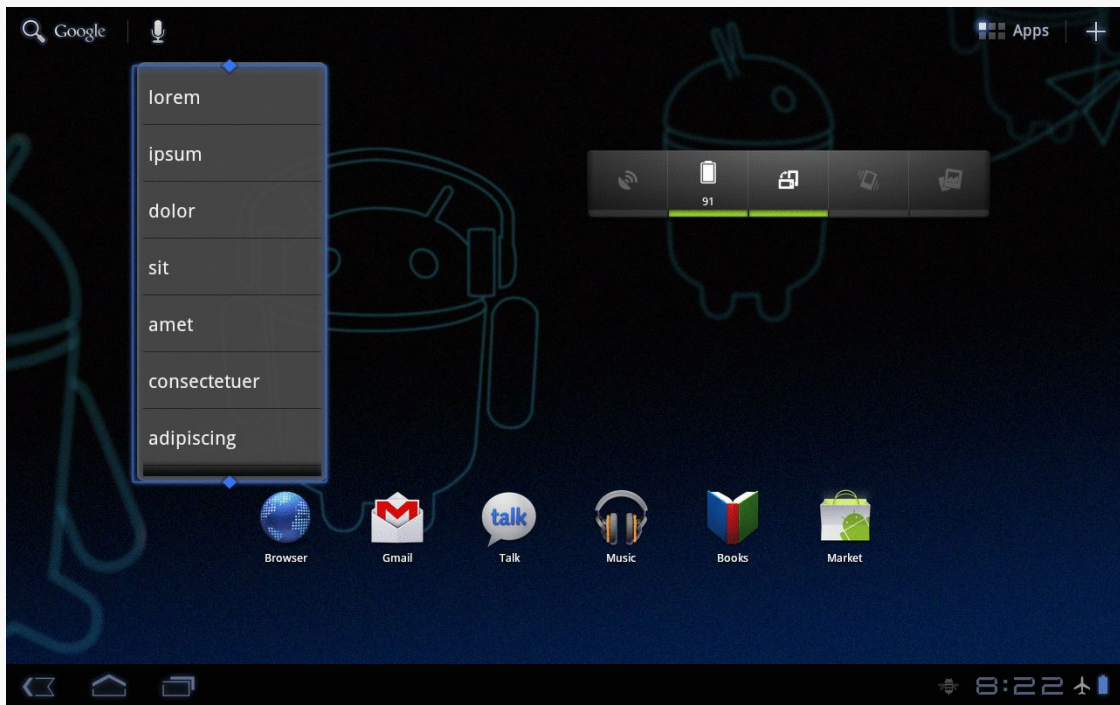 Google
Apps
lorem
ipsum
dolor
sit
amet
consectetuer
adipiscing
91
talk
Browser
Gmail
Talk
Music
Books
Market
8:22